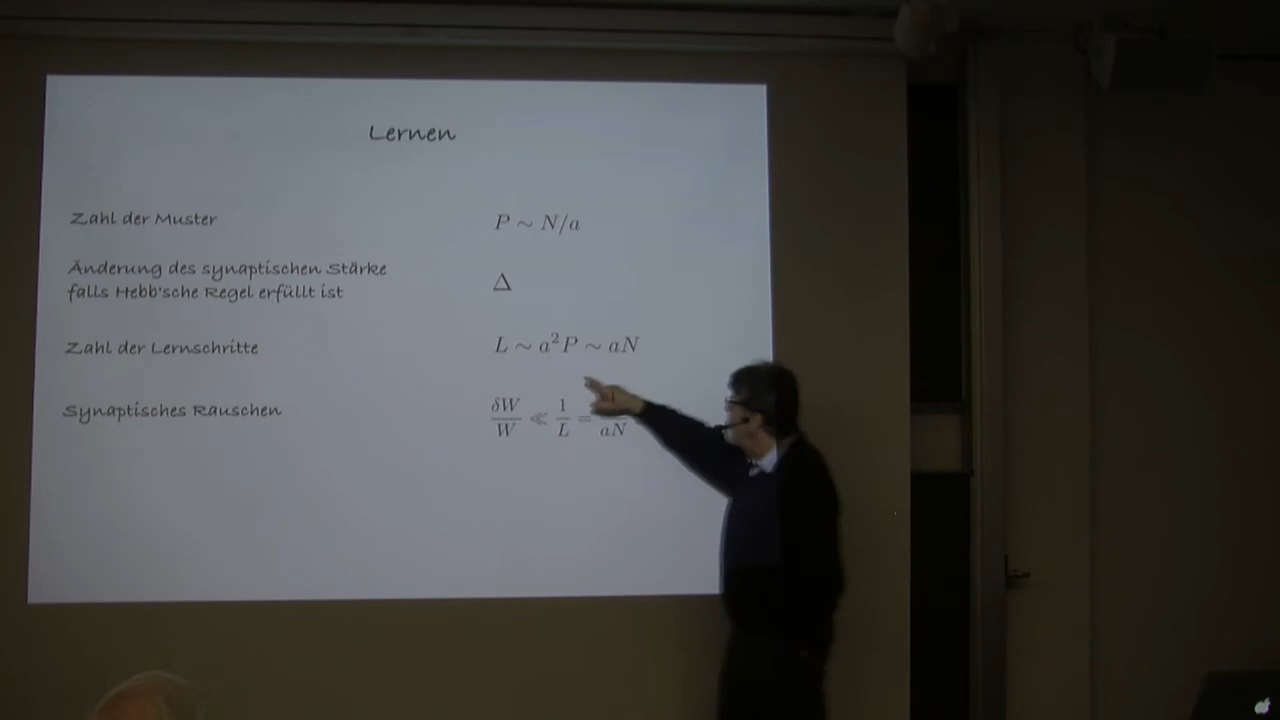 Lernen
Zahl der Muster P ∼ N/a
Änderung des synaptischen Stärke
falls Hebb'sche Regel erfüllt ist Δ
Zahl der Lernschritte L ∼ a²P ∼ aN
Synaptisches Rauschen δW/W ≪ 1/L = 1/aN